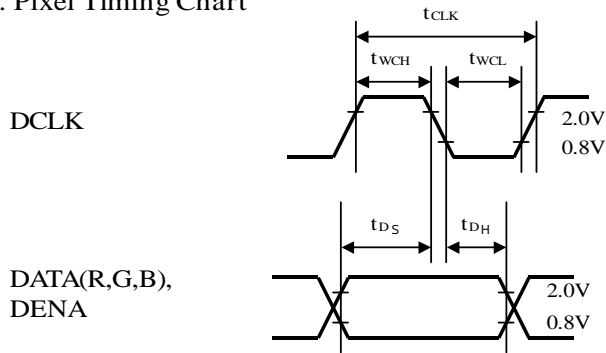 . Pixel Timing Chart
tCLK
tWCH
tWCL
DCLK
2.0V
0.8V
tDS
tDH
DATA(R,G,B),
DENA
2.0V
0.8V